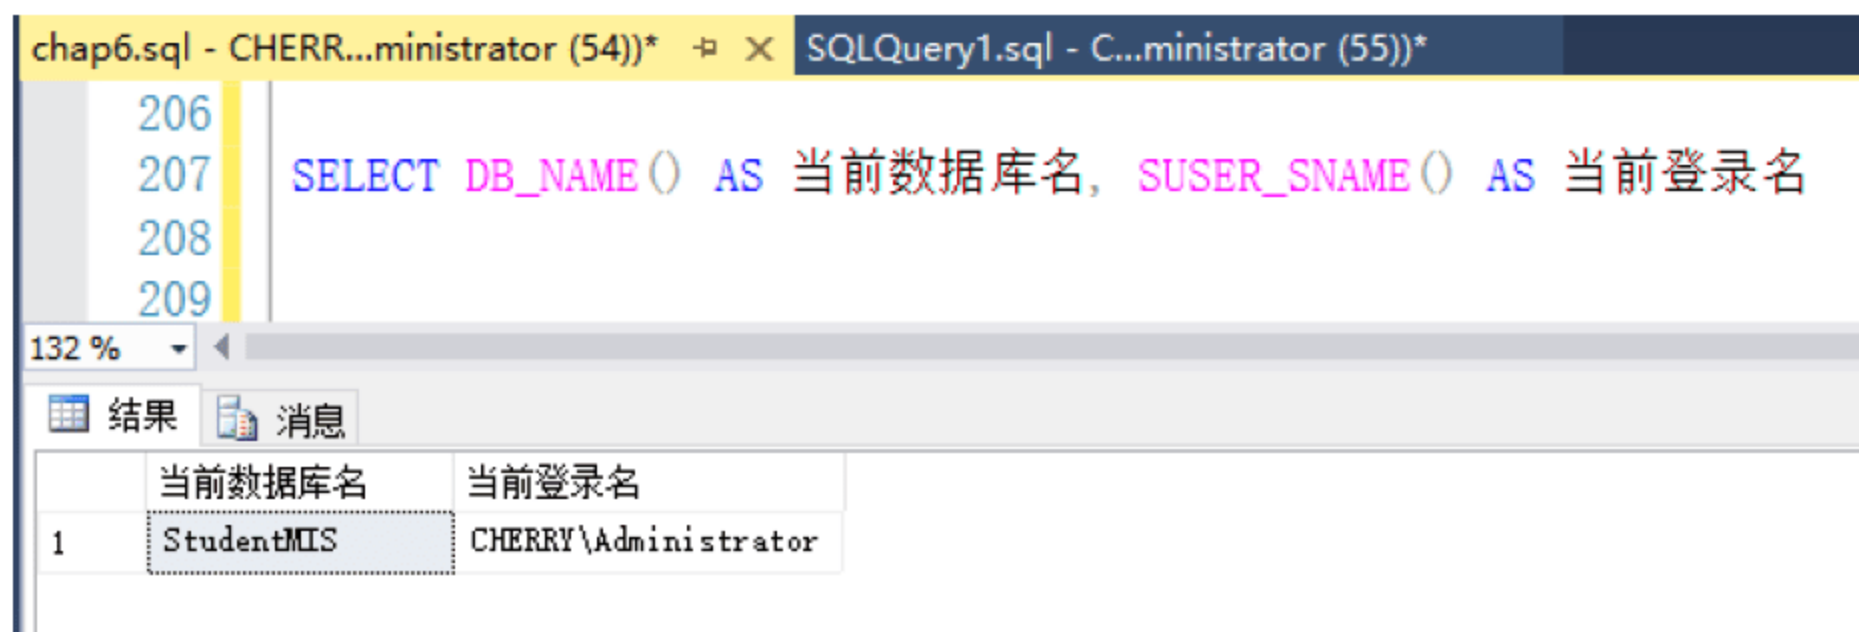 chap6.sql - CHERR...ministrator (54))* SQLQuery1.sql - C...ministrator (55))*
206
207 SELECT DB_NAME() AS 当前数据库名, SUSER_SNAME() AS 当前登录名
208
209
132 %
结果 消息
当前数据库名 当前登录名
1 StudentMIS CHERRY\Administrator